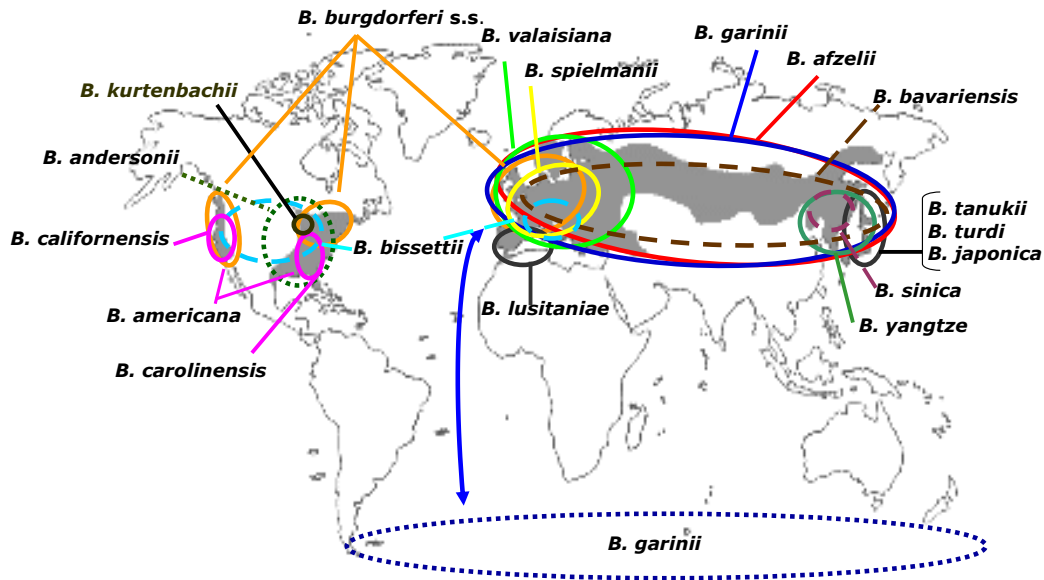 B. burgdorferi s.s.
B. valaisiana
B. garinii
B. spielmanii
B. afzelii
B. kurtenbachii
B. bavariensis
B. andersonii
B. tanukii
B. californensis
B. turdi
B. bissettii
B. japonica
B. sinica
B. lusitaniae
B. americana
B. yangtze
B. carolinensis
B. garinii